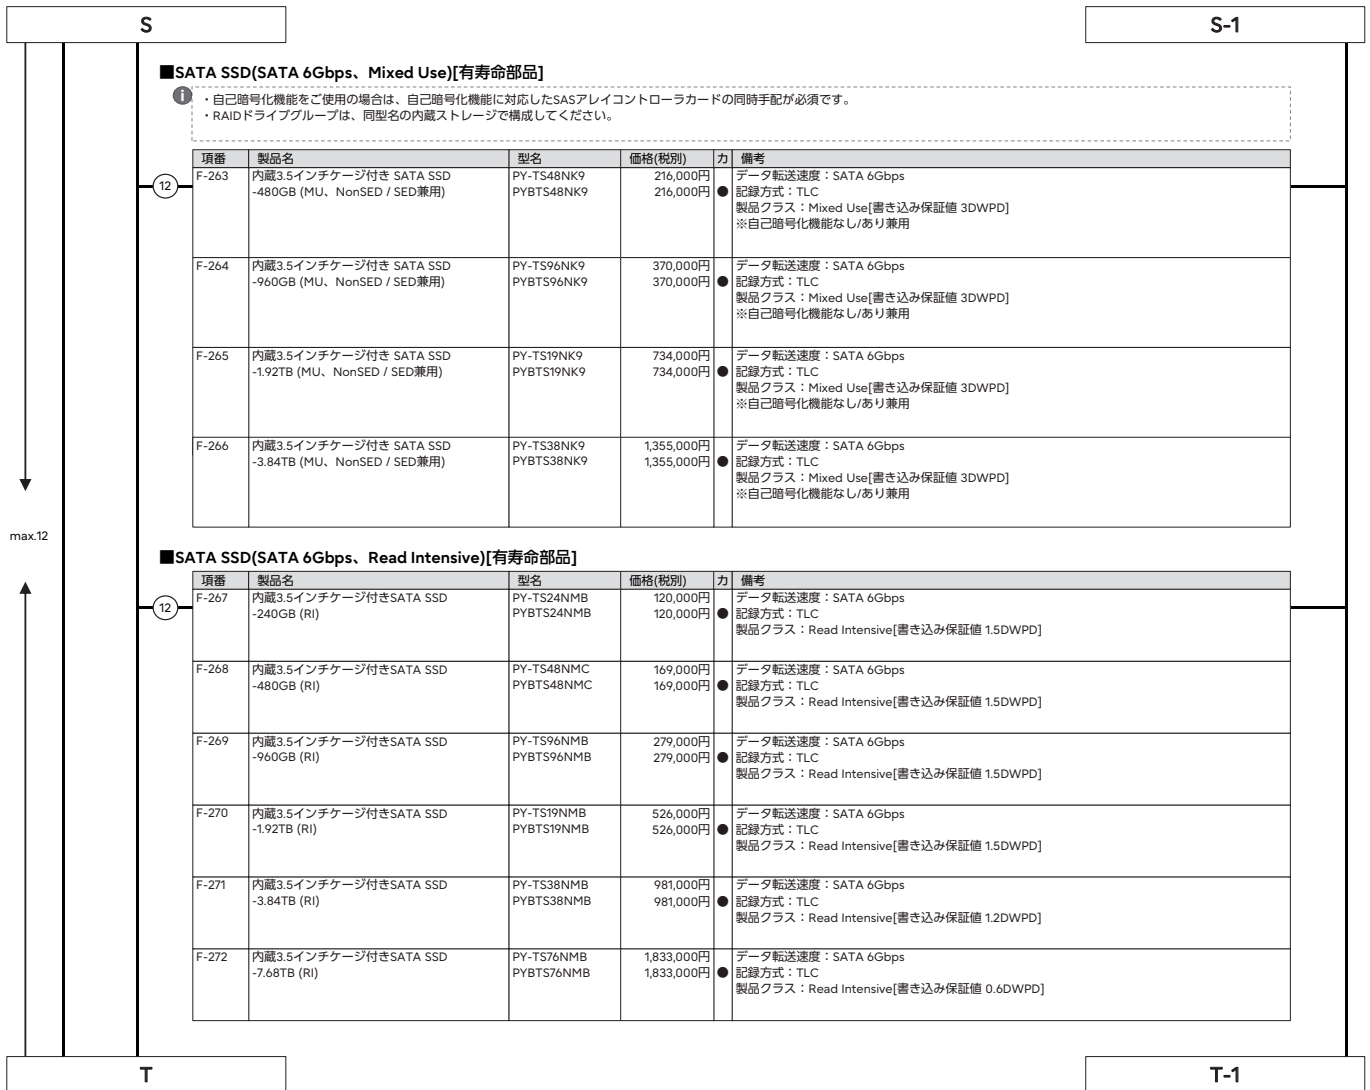 S
S-1
■SATA SSD(SATA 6Gbps、Mixed Use)[有寿命部品]
i
・自己暗号化機能をご使用の場合は、自己暗号化機能に対応したSASアレイコントローラカードの同時手配が必須です。
・RAIDドライブグループは、同型名の内蔵ストレージで構成してください。
項番 製品名 型名 価格(税別) カ 備考
12
F-263 内蔵3.5インチケージ付き SATA SSD PY-TS48NK9 216,000円 データ転送速度：SATA 6Gbps
-480GB (MU、NonSED / SED兼用) PYBTS48NK9 216,000円 ● 記録方式：TLC
製品クラス：Mixed Use[書き込み保証値 3DWPD]
※自己暗号化機能なし/あり兼用
F-264 内蔵3.5インチケージ付き SATA SSD PY-TS96NK9 370,000円 データ転送速度：SATA 6Gbps
-960GB (MU、NonSED / SED兼用) PYBTS96NK9 370,000円 ● 記録方式：TLC
製品クラス：Mixed Use[書き込み保証値 3DWPD]
※自己暗号化機能なし/あり兼用
F-265 内蔵3.5インチケージ付き SATA SSD PY-TS19NK9 734,000円 データ転送速度：SATA 6Gbps
-1.92TB (MU、NonSED / SED兼用) PYBTS19NK9 734,000円 ● 記録方式：TLC
製品クラス：Mixed Use[書き込み保証値 3DWPD]
※自己暗号化機能なし/あり兼用
F-266 内蔵3.5インチケージ付き SATA SSD PY-TS38NK9 1,355,000円 データ転送速度：SATA 6Gbps
-3.84TB (MU、NonSED / SED兼用) PYBTS38NK9 1,355,000円 ● 記録方式：TLC
製品クラス：Mixed Use[書き込み保証値 3DWPD]
※自己暗号化機能なし/あり兼用
max.12
■SATA SSD(SATA 6Gbps、Read Intensive)[有寿命部品]
項番 製品名 型名 価格(税別) カ 備考
12
F-267 内蔵3.5インチケージ付きSATA SSD PY-TS24NMB 120,000円 データ転送速度：SATA 6Gbps
-240GB (RI) PYBTS24NMB 120,000円 ● 記録方式：TLC
製品クラス：Read Intensive[書き込み保証値 1.5DWPD]
F-268 内蔵3.5インチケージ付きSATA SSD PY-TS48NMC 169,000円 データ転送速度：SATA 6Gbps
-480GB (RI) PYBTS48NMC 169,000円 ● 記録方式：TLC
製品クラス：Read Intensive[書き込み保証値 1.5DWPD]
F-269 内蔵3.5インチケージ付きSATA SSD PY-TS96NMB 279,000円 データ転送速度：SATA 6Gbps
-960GB (RI) PYBTS96NMB 279,000円 ● 記録方式：TLC
製品クラス：Read Intensive[書き込み保証値 1.5DWPD]
F-270 内蔵3.5インチケージ付きSATA SSD PY-TS19NMB 526,000円 データ転送速度：SATA 6Gbps
-1.92TB (RI) PYBTS19NMB 526,000円 ● 記録方式：TLC
製品クラス：Read Intensive[書き込み保証値 1.5DWPD]
F-271 内蔵3.5インチケージ付きSATA SSD PY-TS38NMB 981,000円 データ転送速度：SATA 6Gbps
-3.84TB (RI) PYBTS38NMB 981,000円 ● 記録方式：TLC
製品クラス：Read Intensive[書き込み保証値 1.2DWPD]
F-272 内蔵3.5インチケージ付きSATA SSD PY-TS76NMB 1,833,000円 データ転送速度：SATA 6Gbps
-7.68TB (RI) PYBTS76NMB 1,833,000円 ● 記録方式：TLC
製品クラス：Read Intensive[書き込み保証値 0.6DWPD]
T
T-1